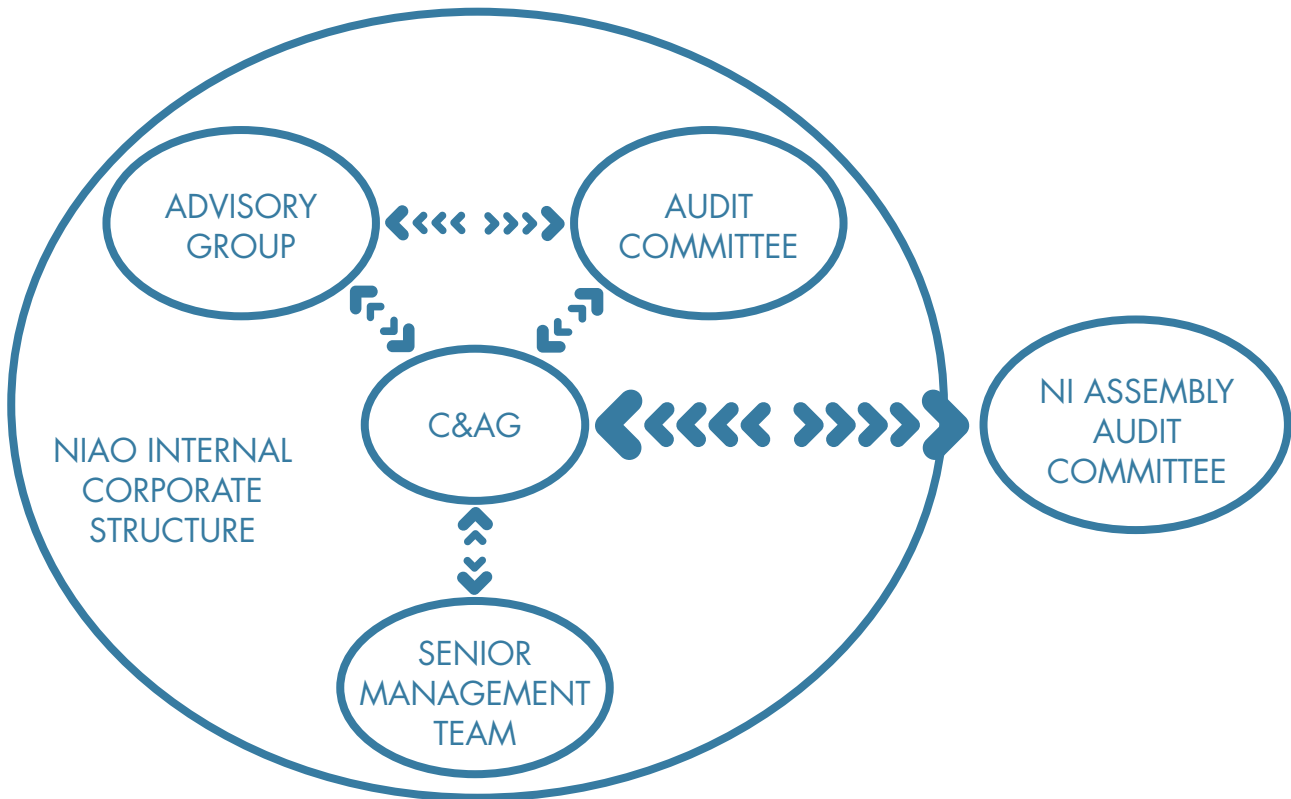 ADVISORY
GROUP
AUDIT
COMMITTEE
C&AG
NI ASSEMBLY
AUDIT
COMMITTEE
NIAO INTERNAL
CORPORATE
STRUCTURE
SENIOR
MANAGEMENT
TEAM